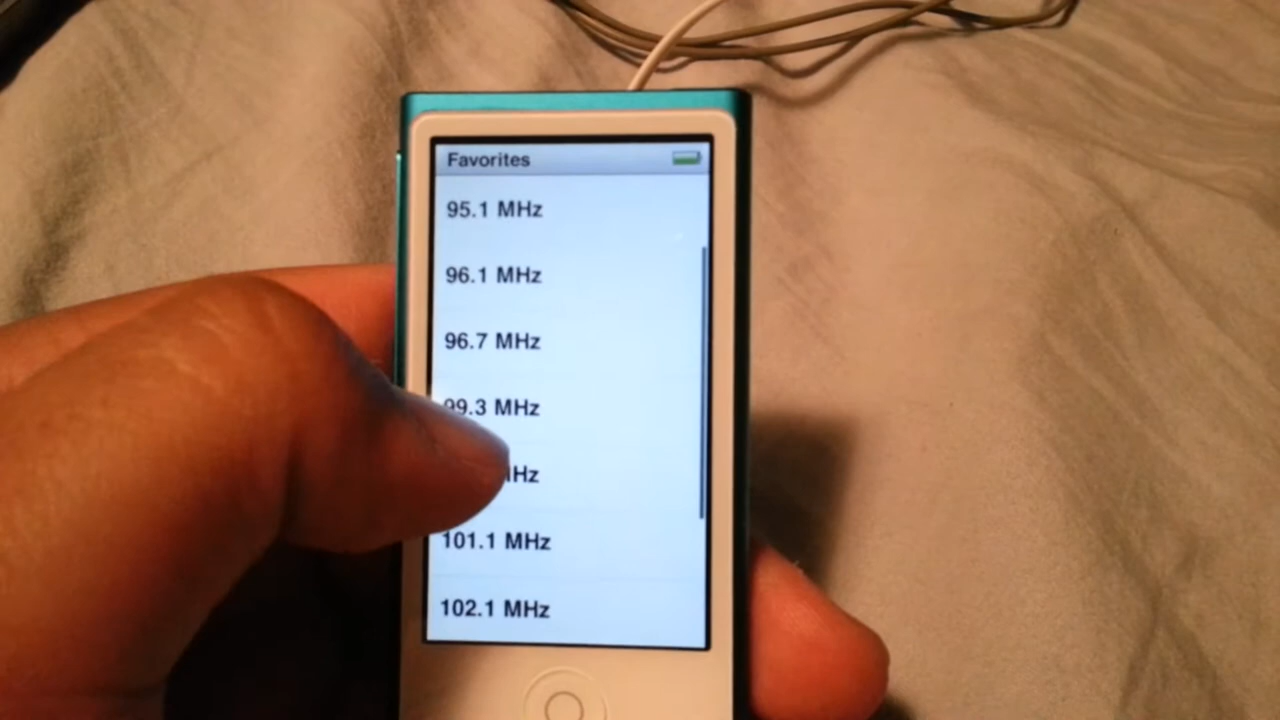 Favorites
95.1 MHz
96.1 MHz
96.7 MHz
99.3 MHz
101.1 MHz
102.1 MHz